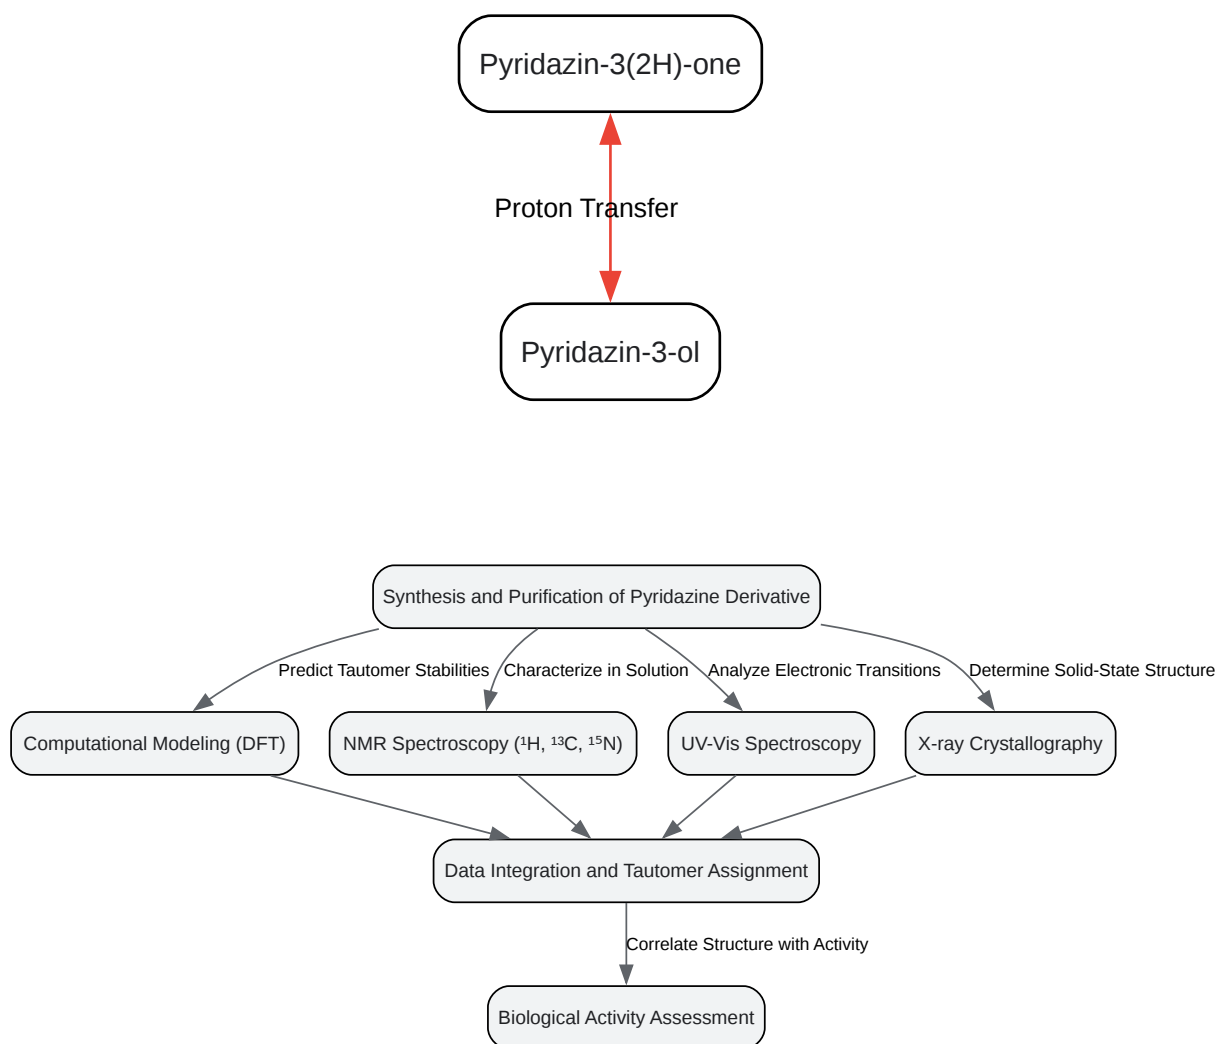 Pyridazin-3(2H)-one
Proton Transfer
Pyridazin-3-ol
Synthesis and Purification of Pyridazine Derivative
Predict Tautomer Stabilities
Characterize in Solution
Analyze Electronic Transitions
Determine Solid-State Structure
Computational Modeling (DFT)
NMR Spectroscopy (¹H, ¹³C, ¹⁵N)
UV-Vis Spectroscopy
X-ray Crystallography
Data Integration and Tautomer Assignment
Correlate Structure with Activity
Biological Activity Assessment